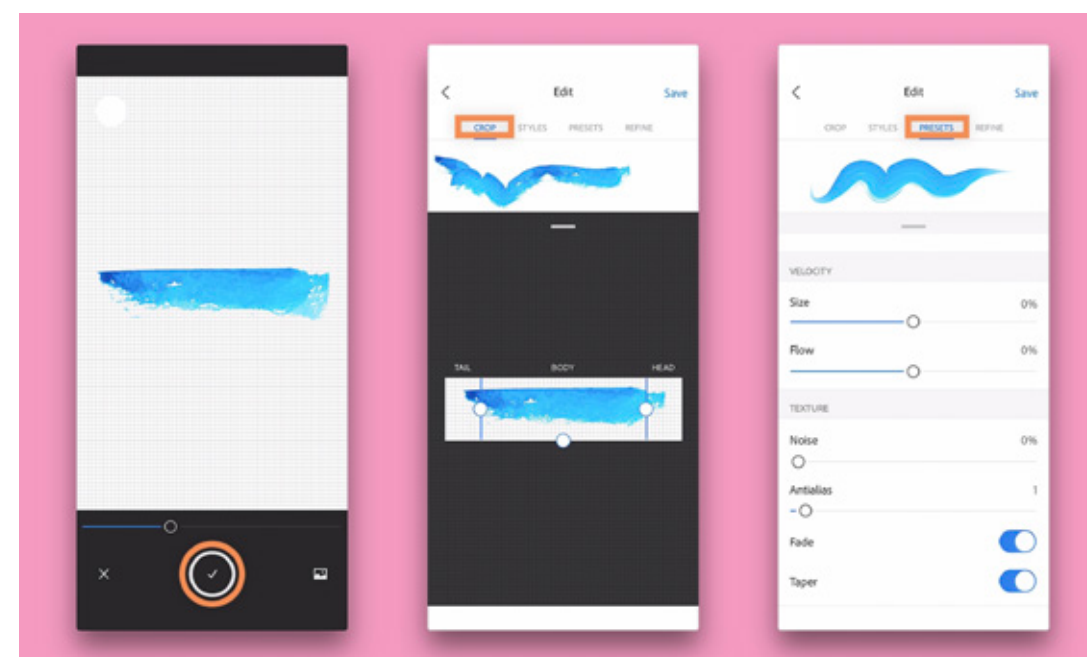 Edit
Save
CROP STYLES PRESETS REFINE
TAIL BODY HEAD
Edit
Save
CROP STYLES PRESETS REFINE
VELOCITY
Size 0%
Flow 0%
TEXTURE
Noise 0%
Antialias 1
Fade
Taper